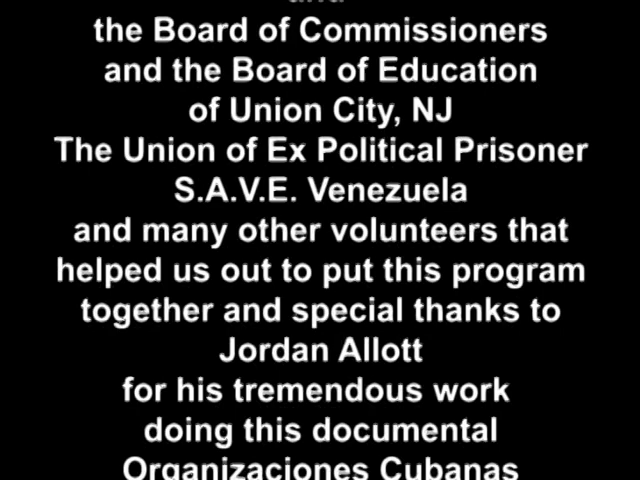 and
the Board of Commissioners
and the Board of Education
of Union City, NJ
The Union of Ex Political Prisoner
S.A.V.E. Venezuela
and many other volunteers that
helped us out to put this program
together and special thanks to
Jordan Allott
for his tremendous work
doing this documental
Organizaciones Cubanas